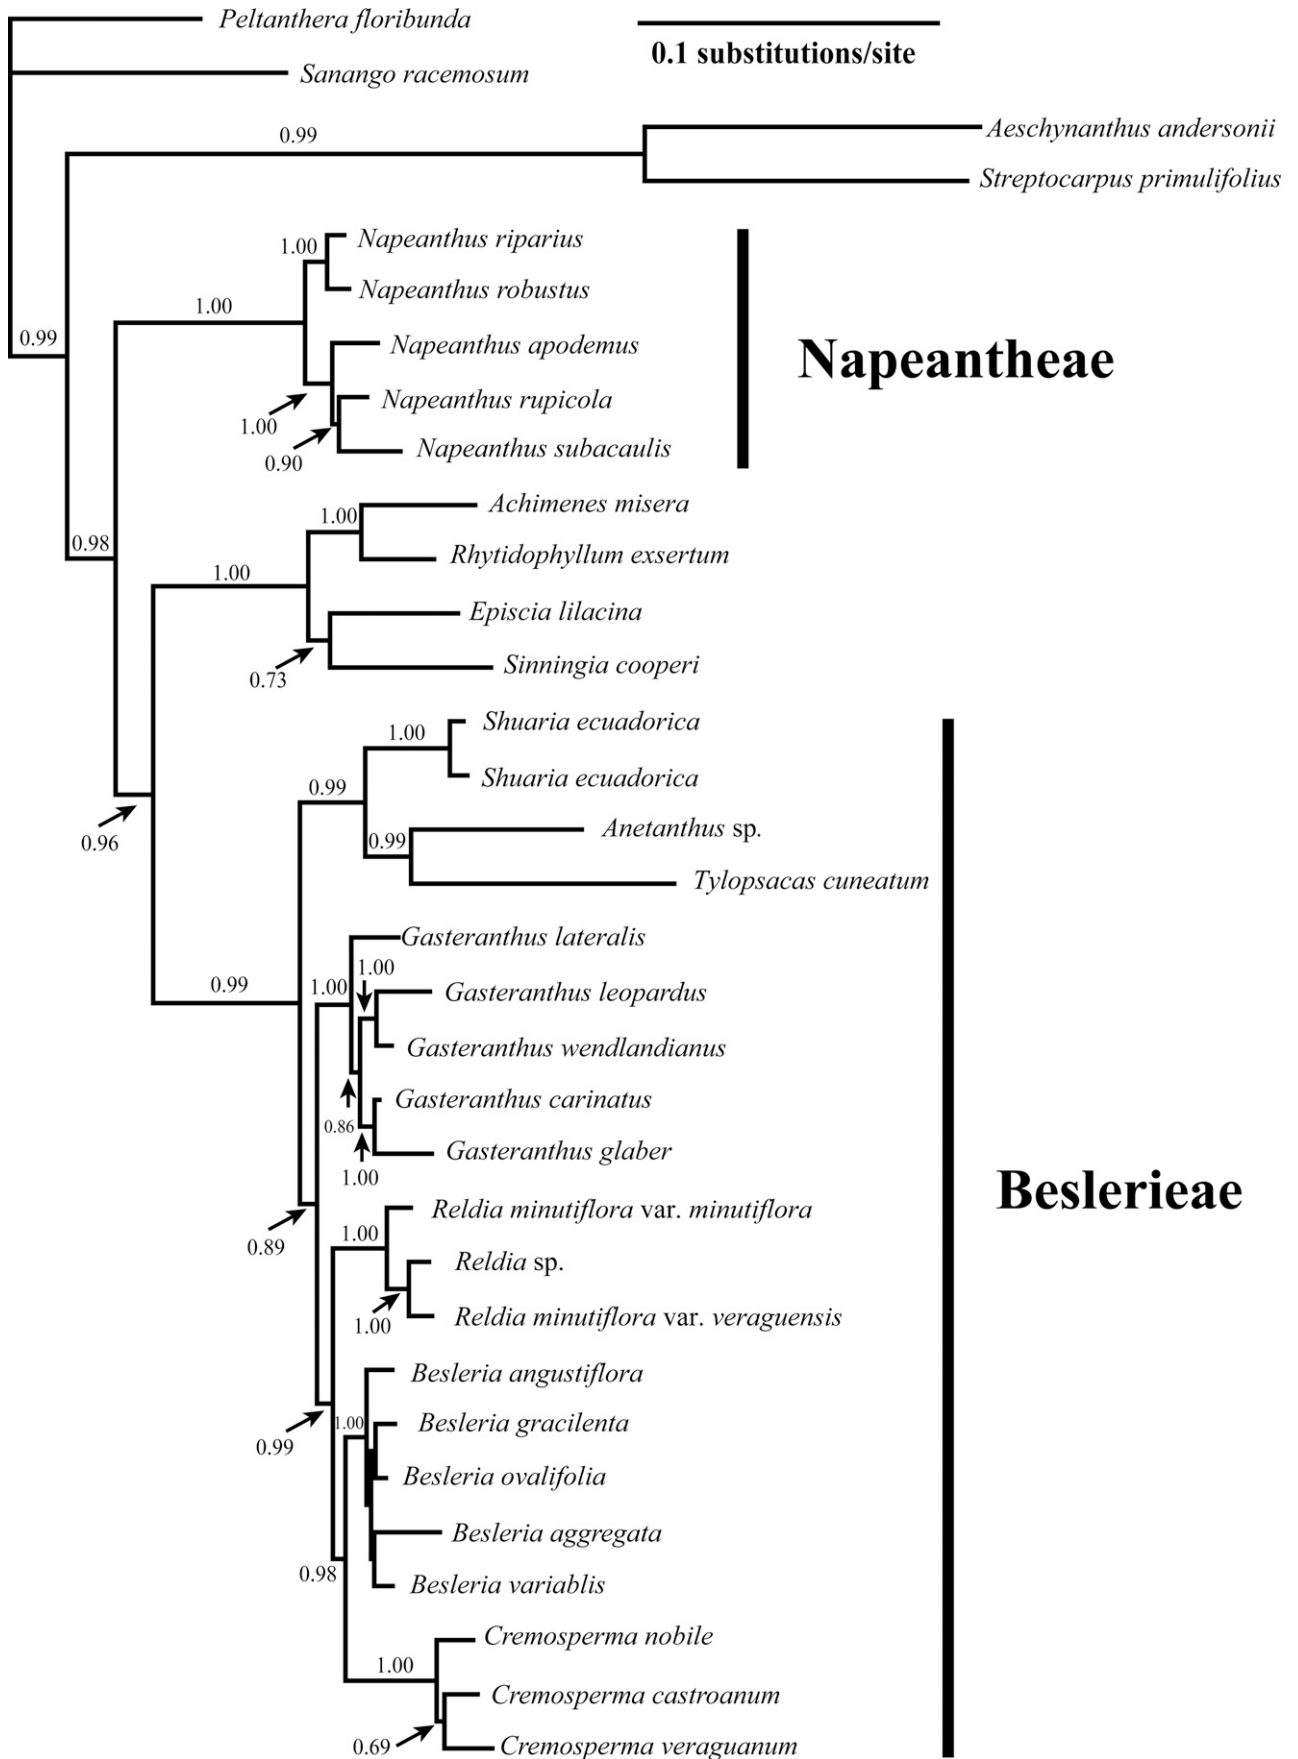 Peltanthera floribunda
0.1 substitutions/site
Sanango racemosum
0.99
Aeschynanthus andersonii
Streptocarpus primulifolius
1.00
Napeanthus riparius
Napeanthus robustus
1.00
0.99
Napeanthus apodemus
Napeantheae
Napeanthus rupicola
1.00
Napeanthus subacaulis
0.90
Achimenes misera
1.00
0.98
Rhytidophyllum exsertum
1.00
Episcia lilacina
Sinningia cooperi
0.73
Shuaria ecuadorica
1.00
Shuaria ecuadorica
0.99
Anetanthus sp.
0.96
0.99
Tylopsacas cuneatum
Gasteranthus lateralis
1.00
0.99
1.00
Gasteranthus leopardus
Gasteranthus wendlandianus
Gasteranthus carinatus
0.86
Gasteranthus glaber
1.00
Beslerieae
Reldia minutiflora var. minutiflora
1.00
0.89
Reldia sp.
Reldia minutiflora var. veraguensis
1.00
Besleria angustiflora
1.00
Besleria gracilenta
0.99
Besleria ovalifolia
Besleria aggregata
0.98
Besleria variablis
Cremosperma nobile
1.00
Cremosperma castroanum
0.69
Cremosperma veraguanum